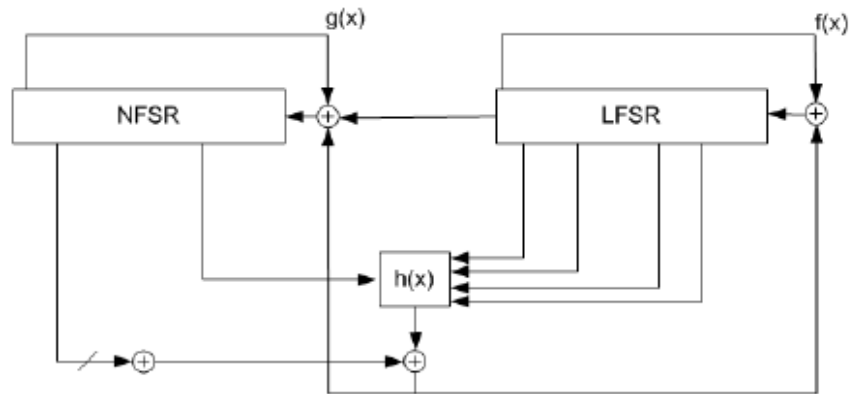 g(x)
f(x)
NFSR
LFSR
h(x)